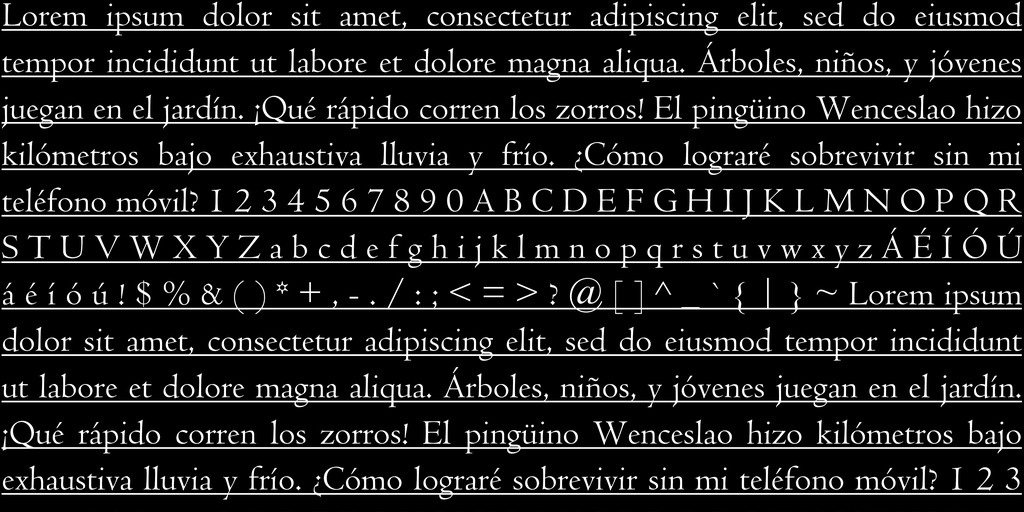 Lorem ipsum dolor sit amet, consectetur adipiscing elit, sed do eiusmod
tempor incididunt ut labore et dolore magna aliqua. Árboles, niños, y jóvenes
juegan en el jardín. ¡Qué rápido corren los zorros! El pingüino Wenceslao hizo
kilómetros bajo exhaustiva lluvia y frío. ¿Cómo lograré sobrevivir sin mi
teléfono móvil? 1 2 3 4 5 6 7 8 9 0 A B C D E F G H I J K L M N O P Q R
S T U V W X Y Z a b c d e f g h i j k l m n o p q r s t u v w x y z Á É Í Ó Ú
á é í ó ú ! $ % & ( ) * + , - . / : ; < = > ? @ [ ] ^ _ ` { | } ~ Lorem ipsum
dolor sit amet, consectetur adipiscing elit, sed do eiusmod tempor incididunt
ut labore et dolore magna aliqua. Árboles, niños, y jóvenes juegan en el jardín.
¡Qué rápido corren los zorros! El pingüino Wenceslao hizo kilómetros bajo
exhaustiva lluvia y frío. ¿Cómo lograré sobrevivir sin mi teléfono móvil? 1 2 3